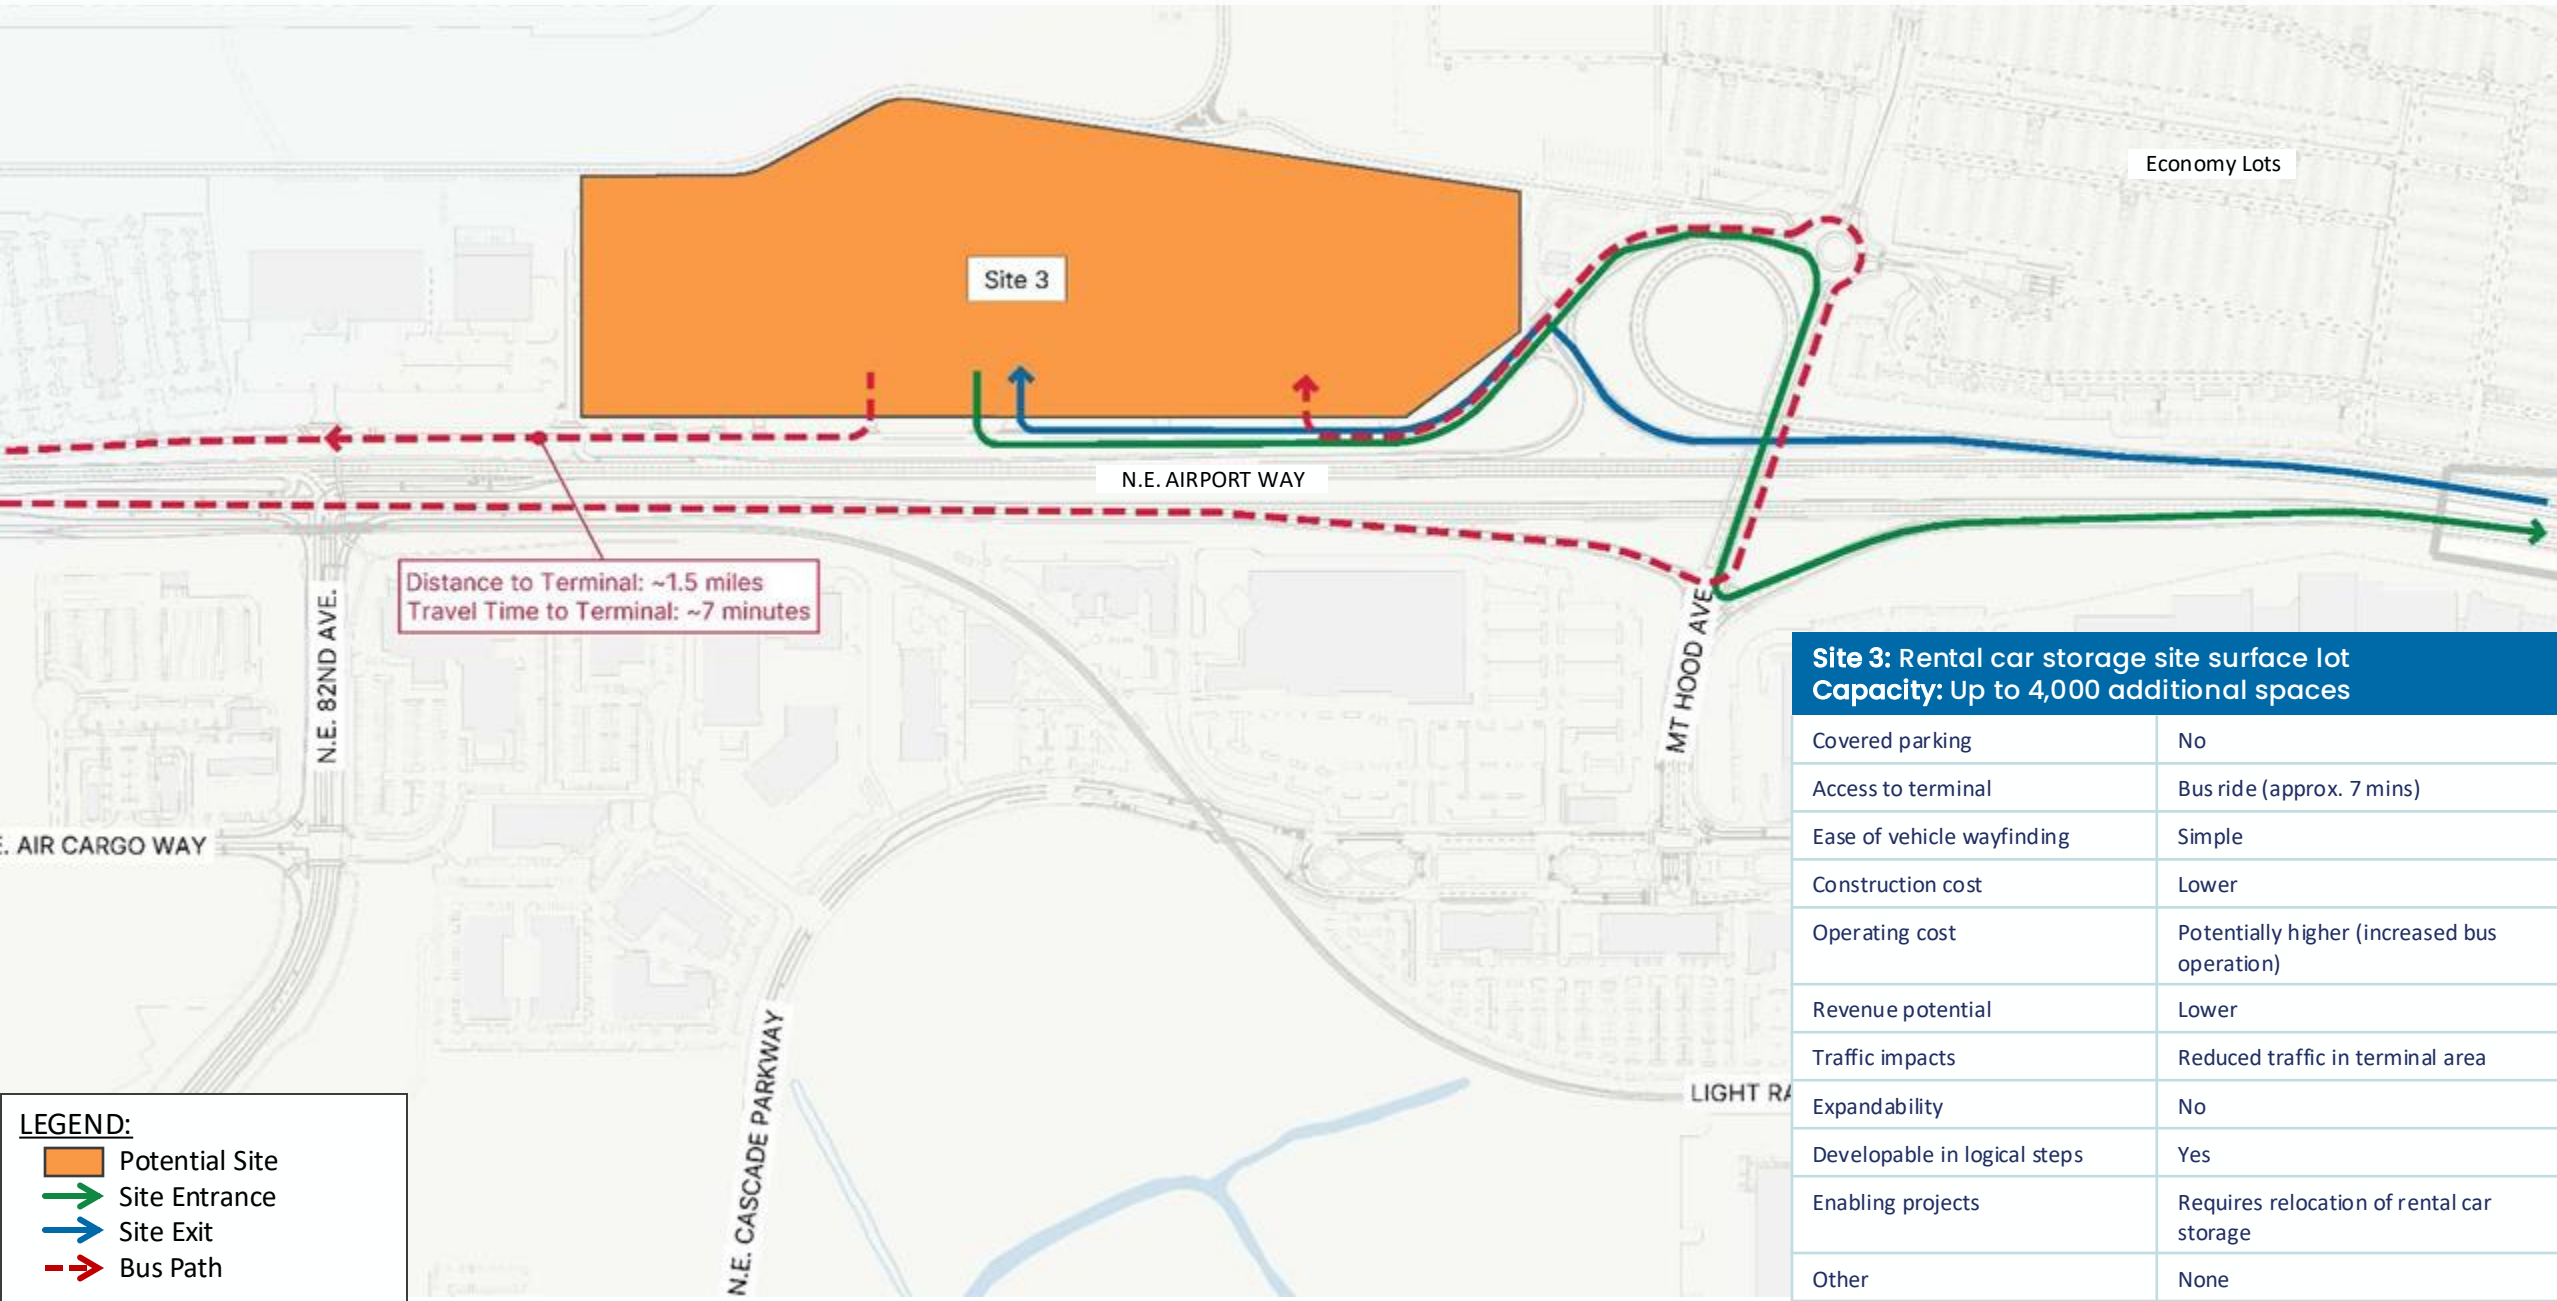 Economy Lots
Site 3
N.E. AIRPORT WAY
Distance to Terminal: ~1.5 miles
Travel Time to Terminal: ~7 minutes
N.E. 82ND AVE.
MT HOOD AVE
E. AIR CARGO WAY
N.E. CASCADE PARKWAY
LIGHT RA
Site 3: Rental car storage site surface lot
Capacity: Up to 4,000 additional spaces
Covered parking No
Access to terminal Bus ride (approx. 7 mins)
Ease of vehicle wayfinding Simple
Construction cost Lower
Operating cost Potentially higher (increased bus
operation)
Revenue potential Lower
Traffic impacts Reduced traffic in terminal area
Expandability No
Developable in logical steps Yes
Enabling projects Requires relocation of rental car
storage
Other None
LEGEND:
Potential Site
Site Entrance
Site Exit
Bus Path